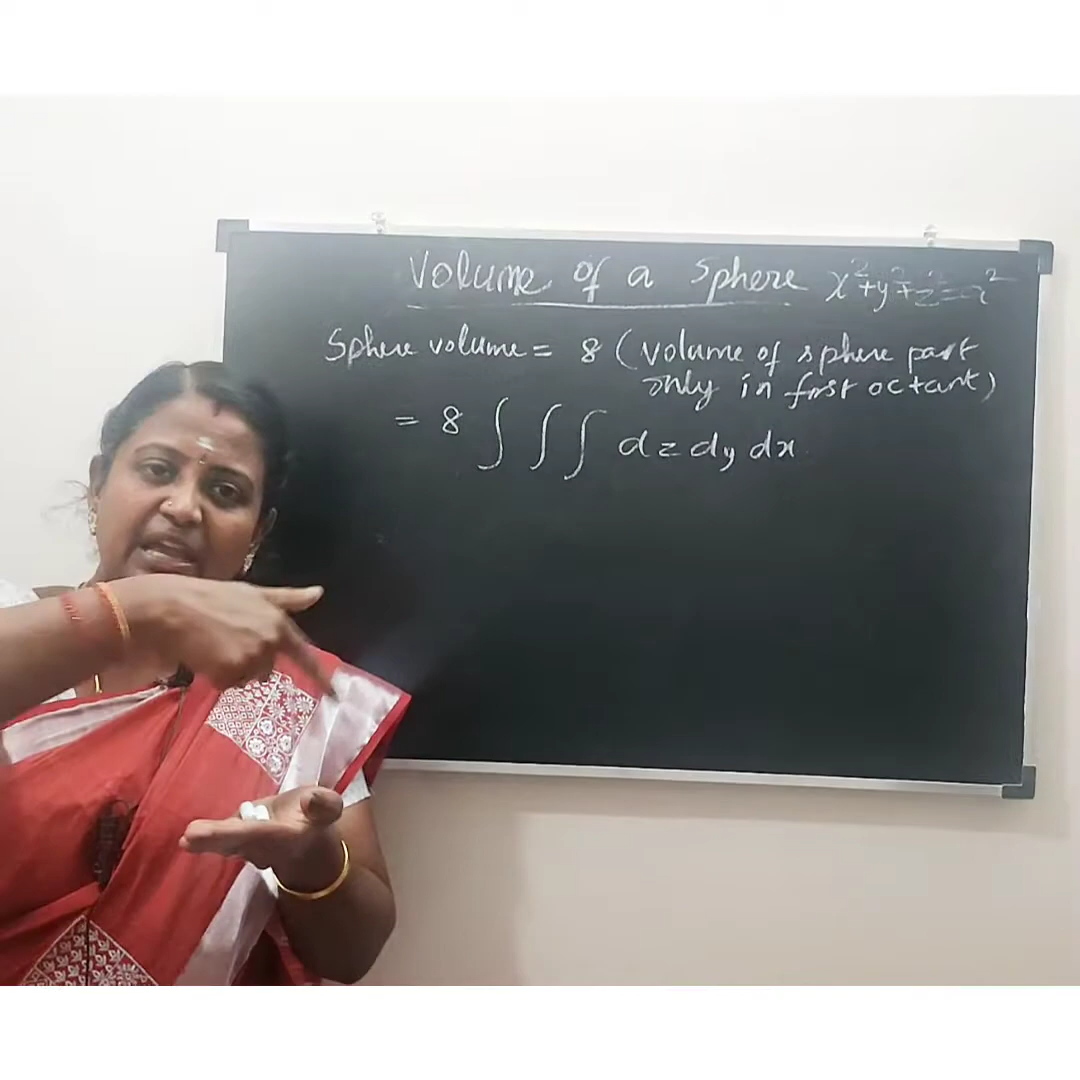 Volume of a sphere x²+y²+z²=a²
Sphere volume = 8 (volume of sphere part
only in first octant)
= 8 ∫ ∫ ∫ dz dy dx